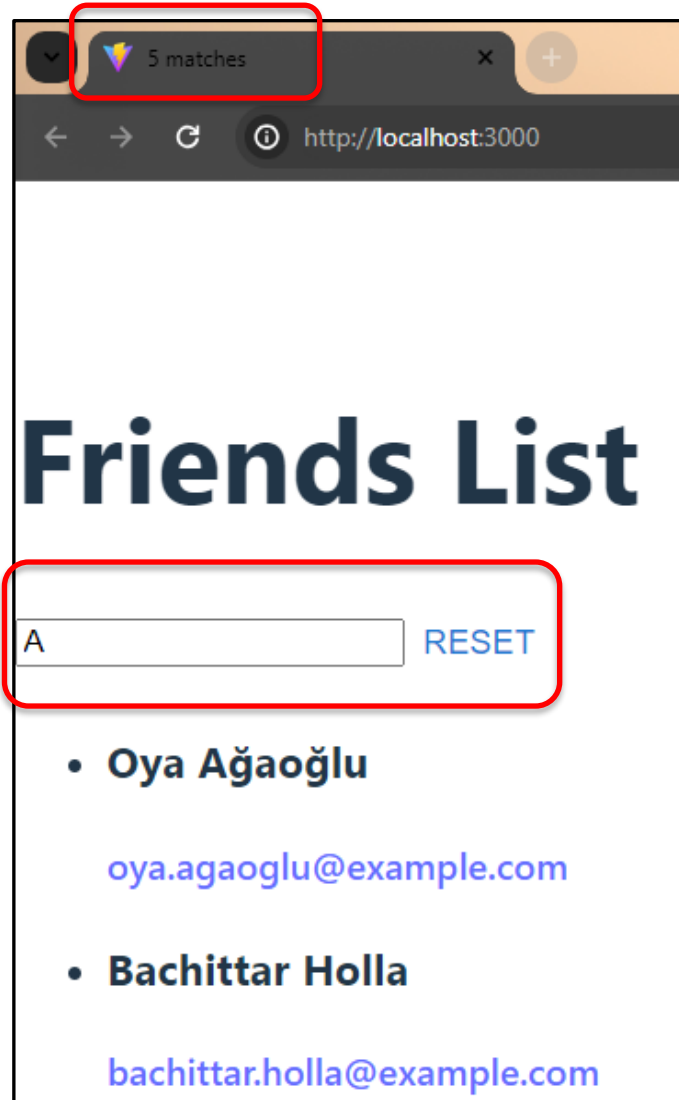 5 matches
http://localhost:3000
Friends List
A RESET
Oya Ağaoğlu
oya.agaoglu@example.com
Bachittar Holla
bachittar.holla@example.com